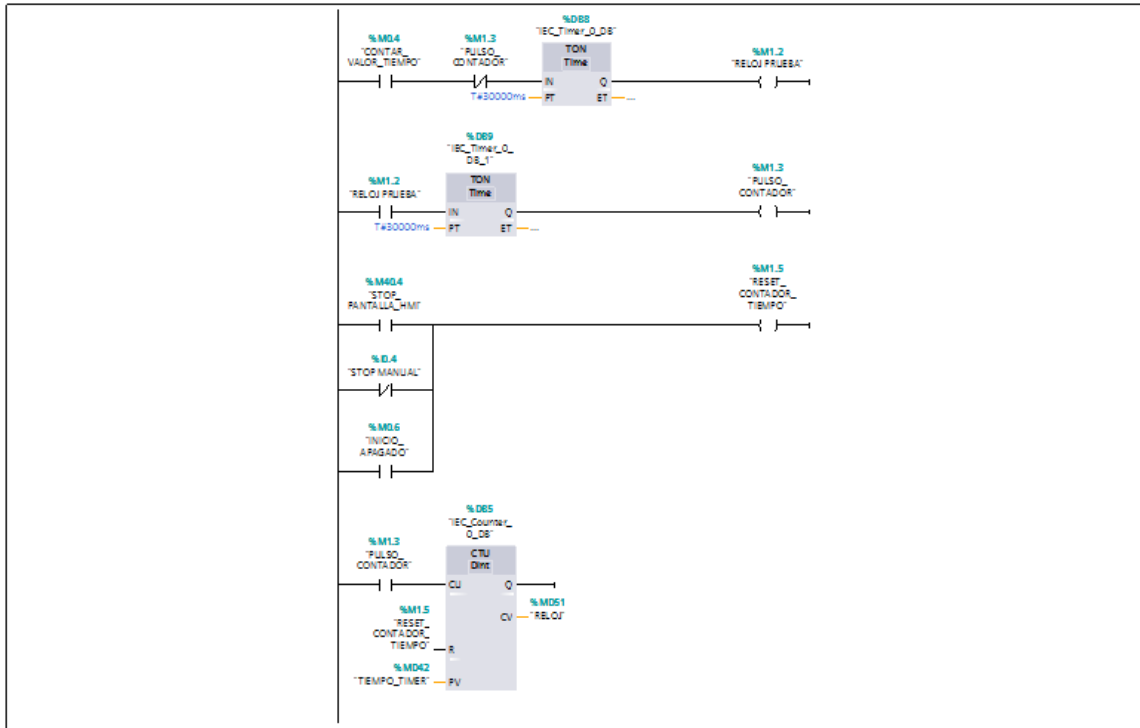 %DB8
"IEC_Timer_0_DB"
%M0.4
"CONTAR_
VALOR_TIEMPO"
%M1.3
"PULSO_
CONTADOR"
TON
Time
%M1.2
"RELOJ PRUEBA"
IN Q
T#30000ms PT ET ...
%DB9
"IEC_Timer_0_
DB_1"
%M1.2
"RELOJ PRUEBA"
TON
Time
%M1.3
"PULSO_
CONTADOR"
IN Q
T#30000ms PT ET ...
%M40.4
"STOP_
PANTALLA_HMI"
%M1.5
"RESET_
CONTADOR_
TIEMPO"
%I0.4
"STOP MANUAL"
%M0.6
"INICIO_
APAGADO"
%DB5
"IEC_Counter_
0_DB"
%M1.3
"PULSO_
CONTADOR"
CTU
Dint
CU Q
%M1.5
"RESET_
CONTADOR_
TIEMPO"
R
%MD51
CV "RELOJ"
%MD42
"TIEMPO_TIMER" PV